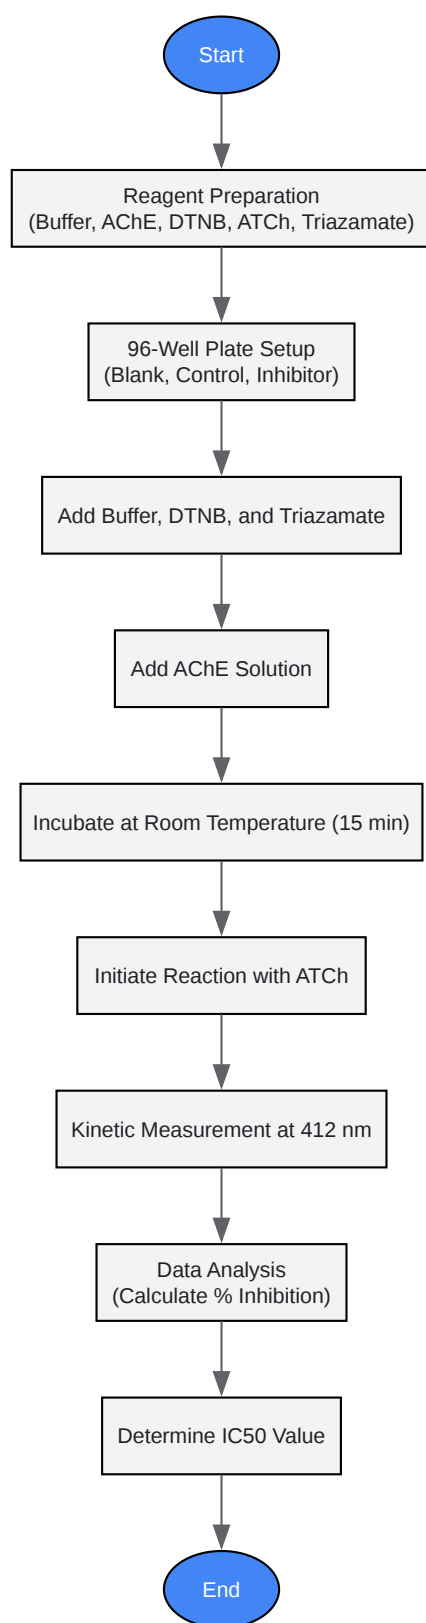 Start
Reagent Preparation
(Buffer, AChE, DTNB, ATCh, Triazamate)
96-Well Plate Setup
(Blank, Control, Inhibitor)
Add Buffer, DTNB, and Triazamate
Add AChE Solution
Incubate at Room Temperature (15 min)
Initiate Reaction with ATCh
Kinetic Measurement at 412 nm
Data Analysis
(Calculate % Inhibition)
Determine IC50 Value
End